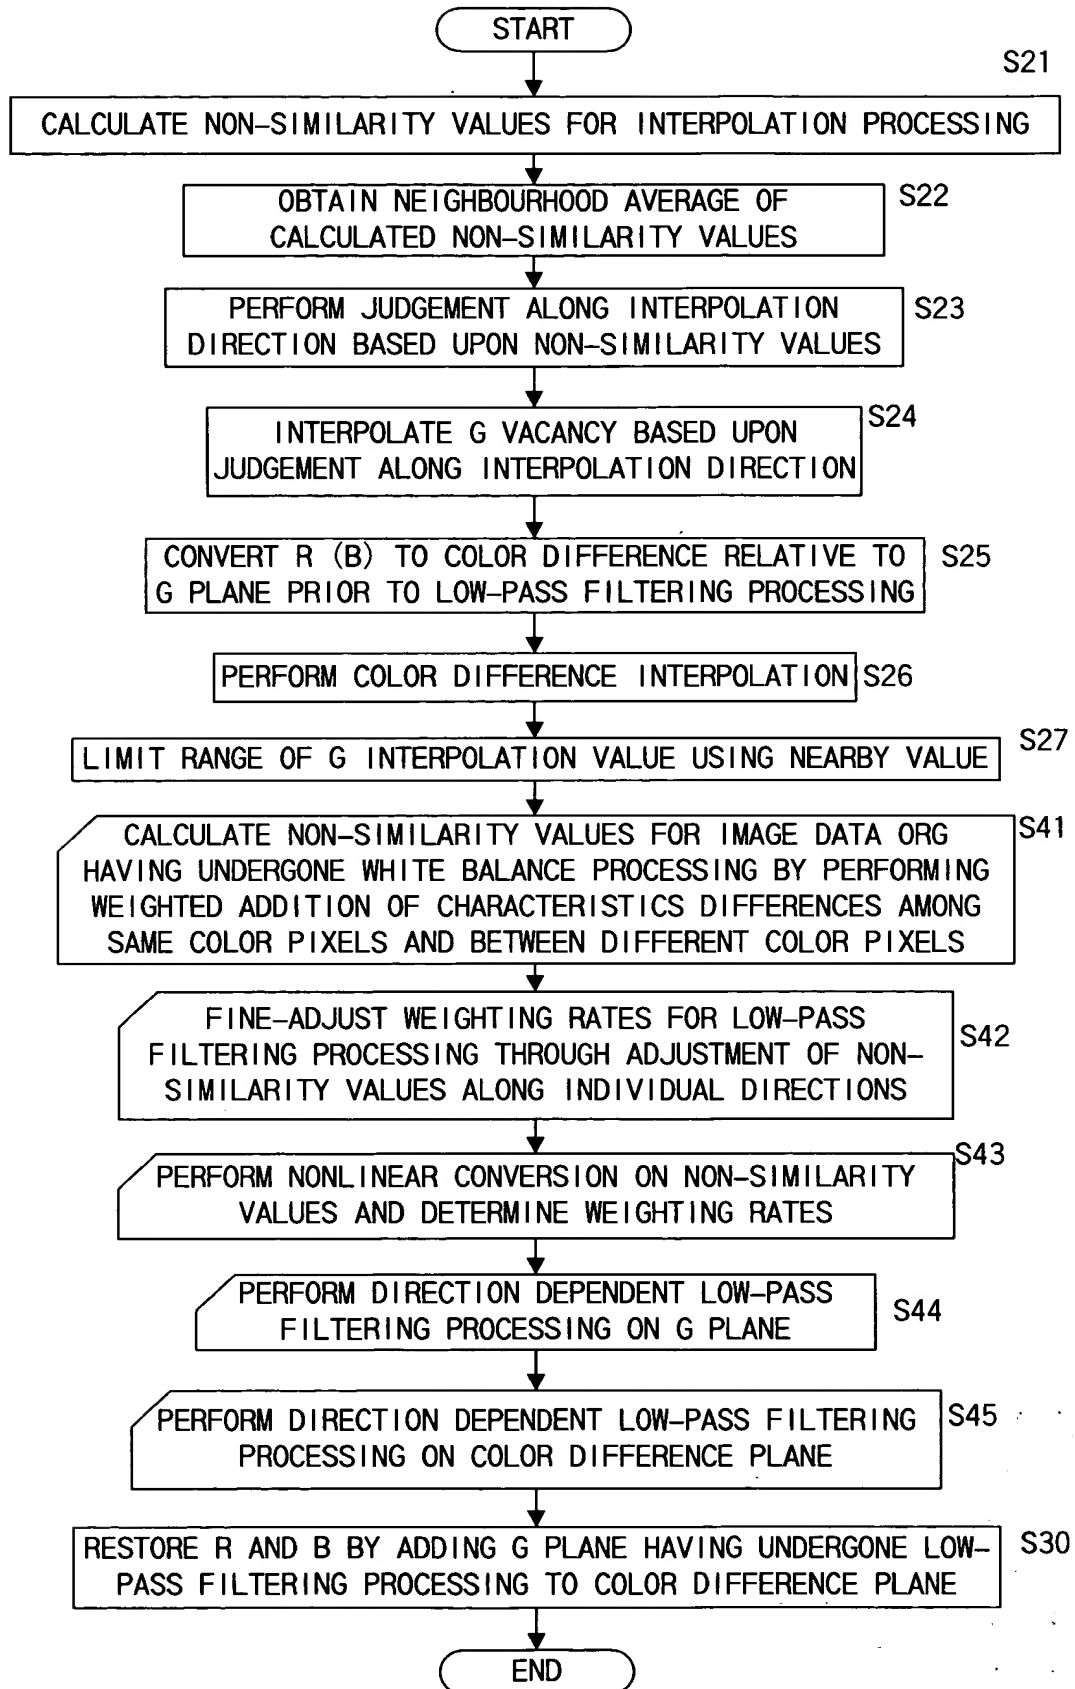 START
S21
CALCULATE NON-SIMILARITY VALUES FOR INTERPOLATION PROCESSING
S22
OBTAIN NEIGHBOURHOOD AVERAGE OF
CALCULATED NON-SIMILARITY VALUES
S23
PERFORM JUDGEMENT ALONG INTERPOLATION
DIRECTION BASED UPON NON-SIMILARITY VALUES
S24
INTERPOLATE G VACANCY BASED UPON
JUDGEMENT ALONG INTERPOLATION DIRECTION
S25
CONVERT R (B) TO COLOR DIFFERENCE RELATIVE TO
G PLANE PRIOR TO LOW-PASS FILTERING PROCESSING
PERFORM COLOR DIFFERENCE INTERPOLATION
S26
S27
LIMIT RANGE OF G INTERPOLATION VALUE USING NEARBY VALUE
S41
CALCULATE NON-SIMILARITY VALUES FOR IMAGE DATA ORG
HAVING UNDERGONE WHITE BALANCE PROCESSING BY PERFORMING
WEIGHTED ADDITION OF CHARACTERISTICS DIFFERENCES AMONG
SAME COLOR PIXELS AND BETWEEN DIFFERENT COLOR PIXELS
S42
FINE-ADJUST WEIGHTING RATES FOR LOW-PASS
FILTERING PROCESSING THROUGH ADJUSTMENT OF NON-
SIMILARITY VALUES ALONG INDIVIDUAL DIRECTIONS
S43
PERFORM NONLINEAR CONVERSION ON NON-SIMILARITY
VALUES AND DETERMINE WEIGHTING RATES
PERFORM DIRECTION DEPENDENT LOW-PASS
FILTERING PROCESSING ON G PLANE
S44
PERFORM DIRECTION DEPENDENT LOW-PASS FILTERING
PROCESSING ON COLOR DIFFERENCE PLANE
S45
RESTORE R AND B BY ADDING G PLANE HAVING UNDERGONE LOW-
PASS FILTERING PROCESSING TO COLOR DIFFERENCE PLANE
S30
END